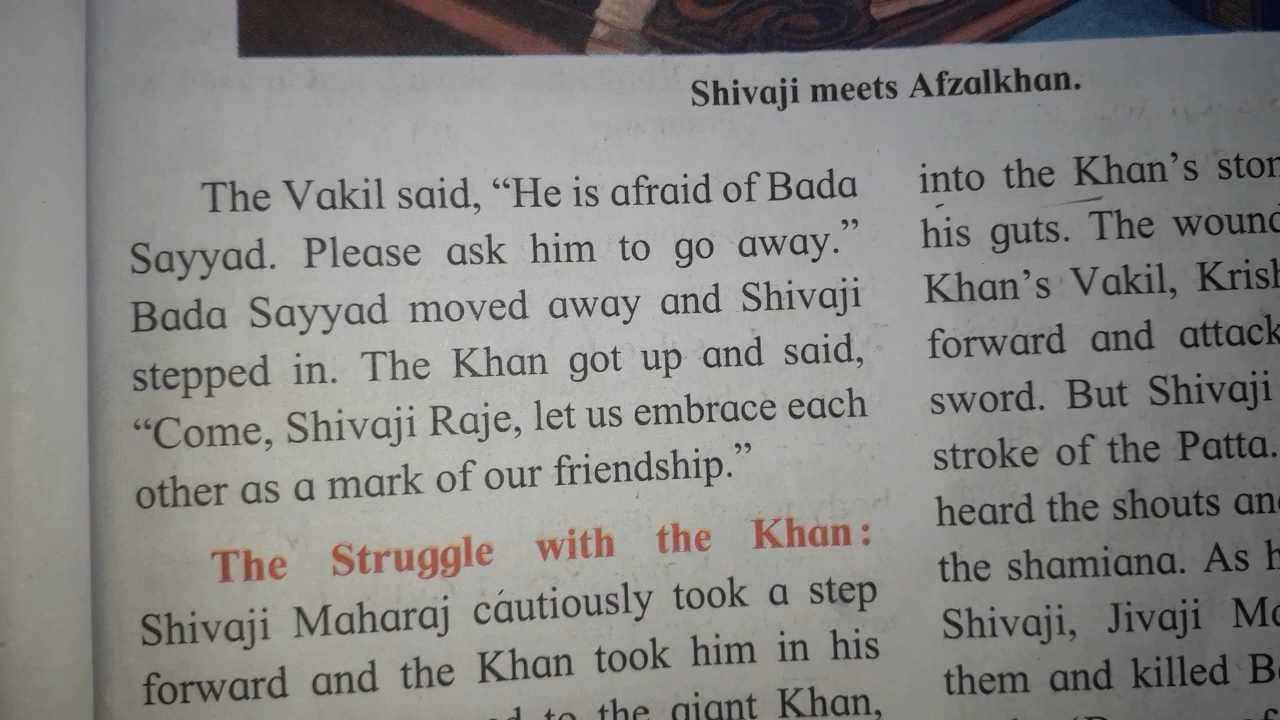 Shivaji meets Afzalkhan.
The Vakil said, “He is afraid of Bada
Sayyad. Please ask him to go away.”
Bada Sayyad moved away and Shivaji
stepped in. The Khan got up and said,
“Come, Shivaji Raje, let us embrace each
other as a mark of our friendship.”
The Struggle with the Khan:
Shivaji Maharaj cautiously took a step
forward and the Khan took him in his
to the giant Khan,
into the Khan’s
his guts. The
Khan’s Vakil,
forward and
sword. But Shivaji
stroke of the Patta.
heard the shouts
the shamiana. As
Shivaji, Jivaji
them and killed